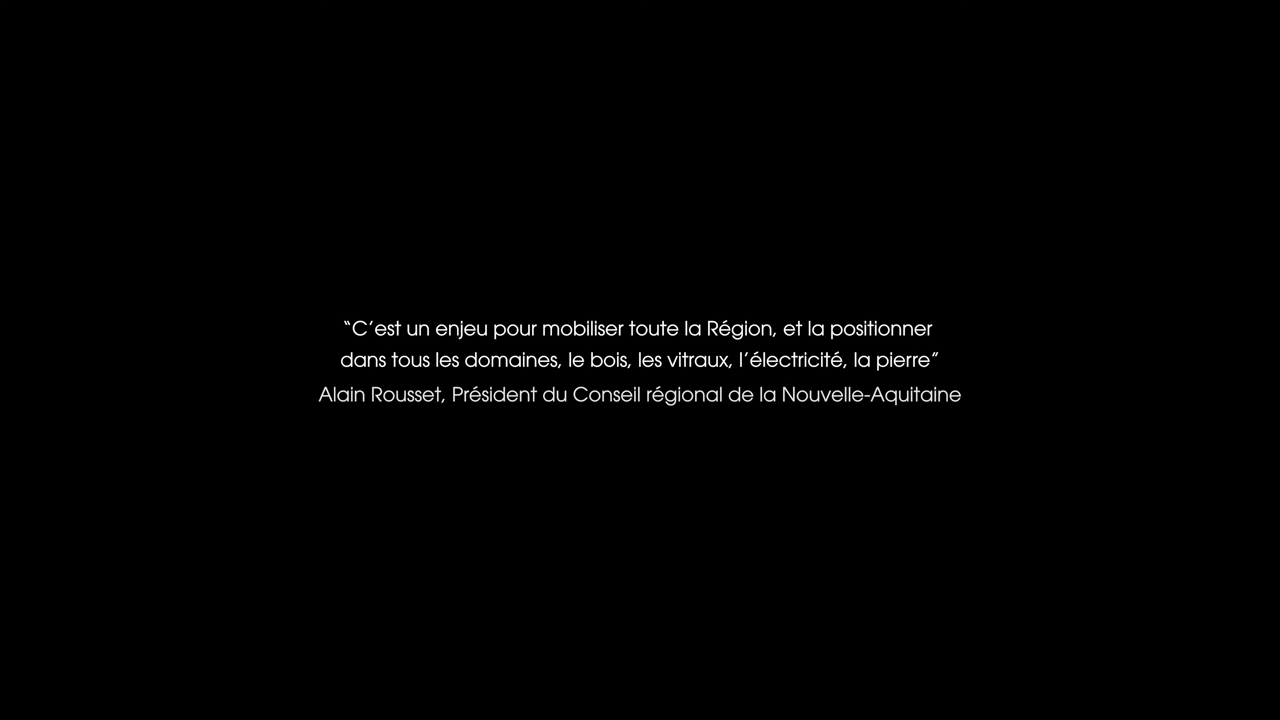 “C’est un enjeu pour mobiliser toute la Région, et la positionner
dans tous les domaines, le bois, les vitraux, l’électricité, la pierre”
Alain Rousset, Président du Conseil régional de la Nouvelle-Aquitaine